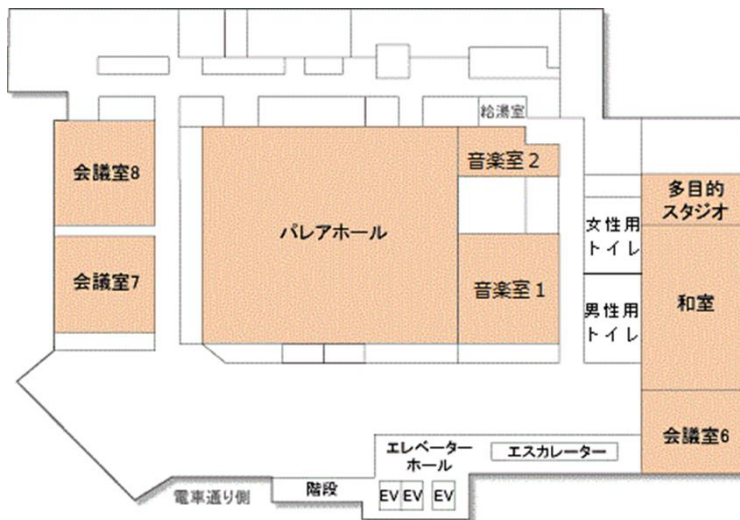 給湯室
会議室8
音楽室2
多目的
スタジオ
女性用
トイレ
パレアホール
会議室7
音楽室1
男性用
トイレ
和室
会議室6
エレベーター
ホール
エスカレーター
電車通り側
階段
EV EV EV